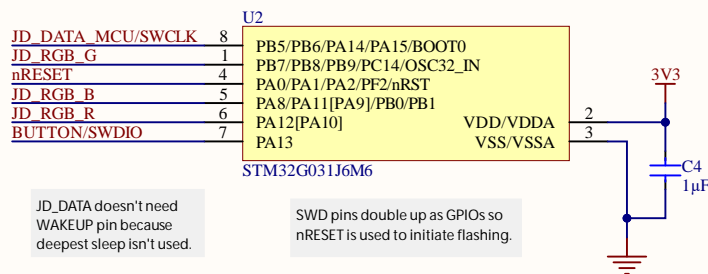 U2
JD_DATA_MCU/SWCLK 8 PB5/PB6/PA14/PA15/BOOT0
JD_RGB_G 1 PB7/PB8/PB9/PC14/OSC32_IN
nRESET 4 PA0/PA1/PA2/PF2/nRST
JD_RGB_B 5 PA8/PA11[PA9]/PB0/PB1
JD_RGB_R 6 PA12[PA10] VDD/VDDA 2
BUTTON/SWDIO 7 PA13 VSS/VSSA 3
STM32G031J6M6
3V3
C4
1µF
JD_DATA doesn't need
WAKEUP pin because
deepest sleep isn't used.
SWD pins double up as GPIOs so
nRESET is used to initiate flashing.